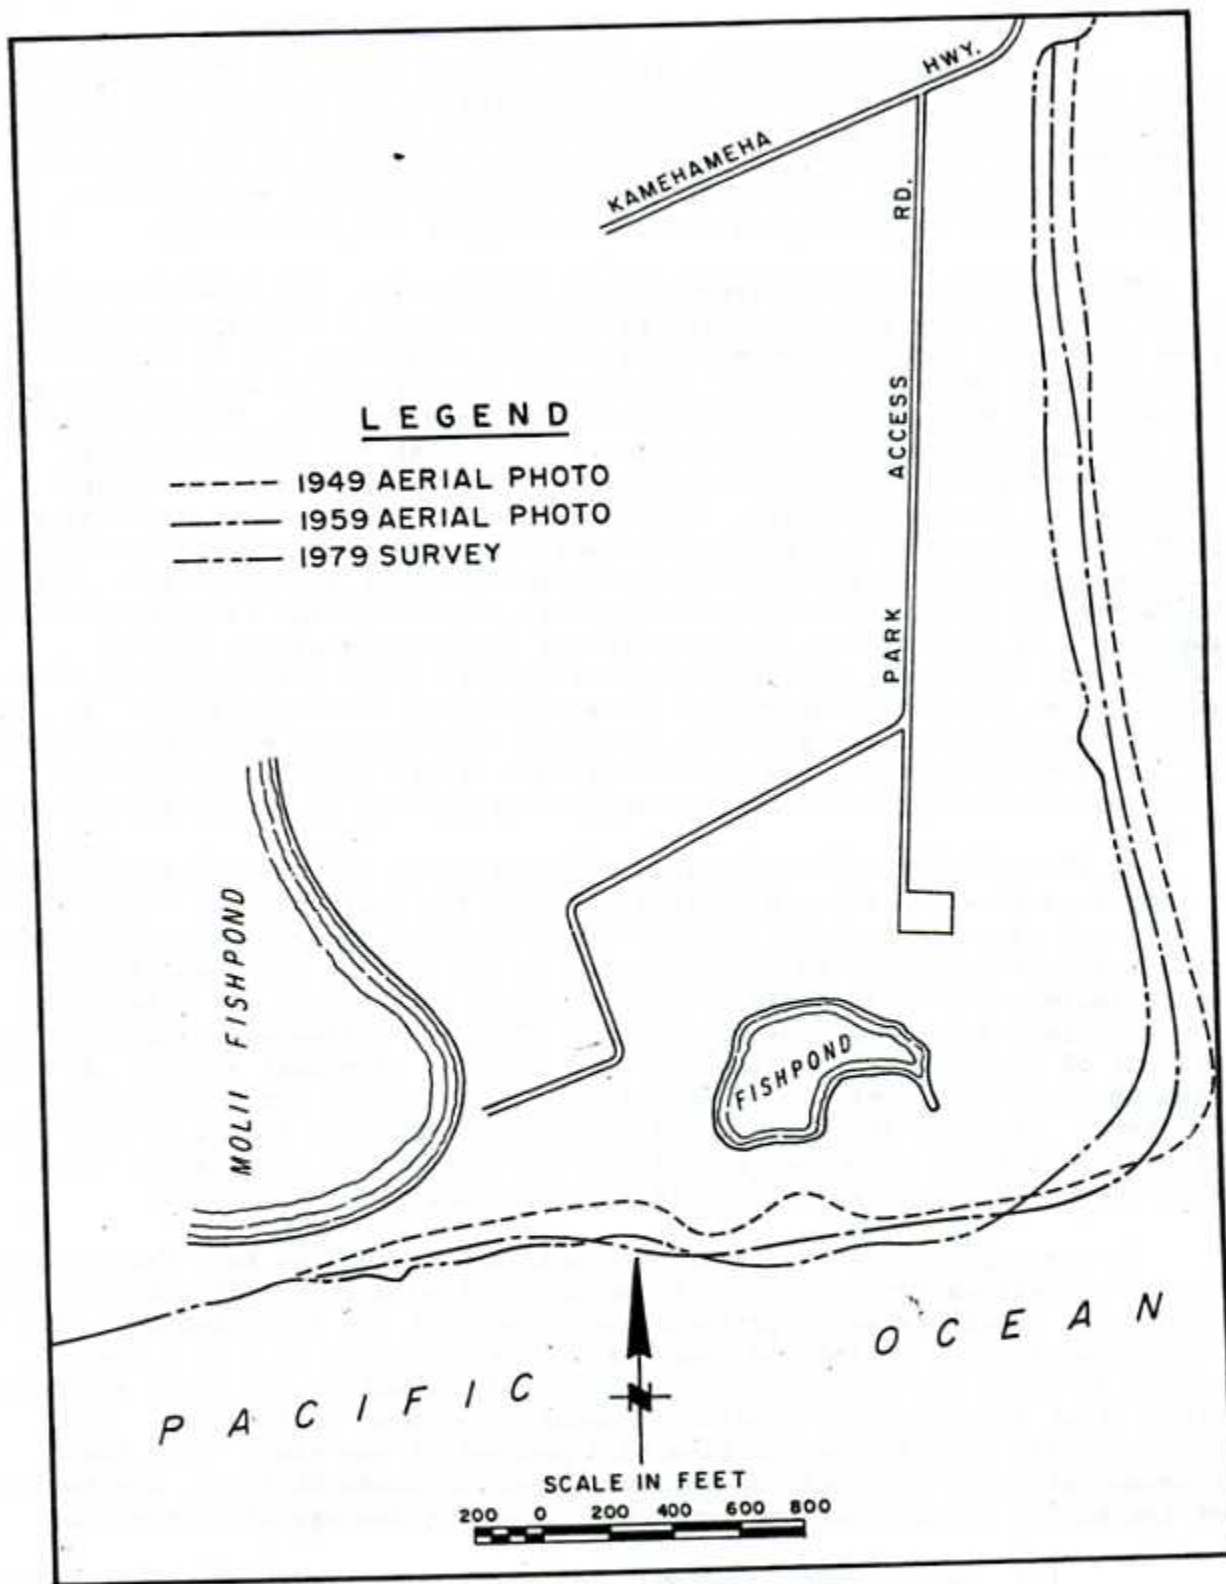 KAMEHAMEHA HWY.
PARK ACCESS RD.
LEGEND
1949 AERIAL PHOTO
1959 AERIAL PHOTO
1979 SURVEY
MOLII FISHPOND
FISHPOND
PACIFIC OCEAN
N
SCALE IN FEET
200 0 200 400 600 800